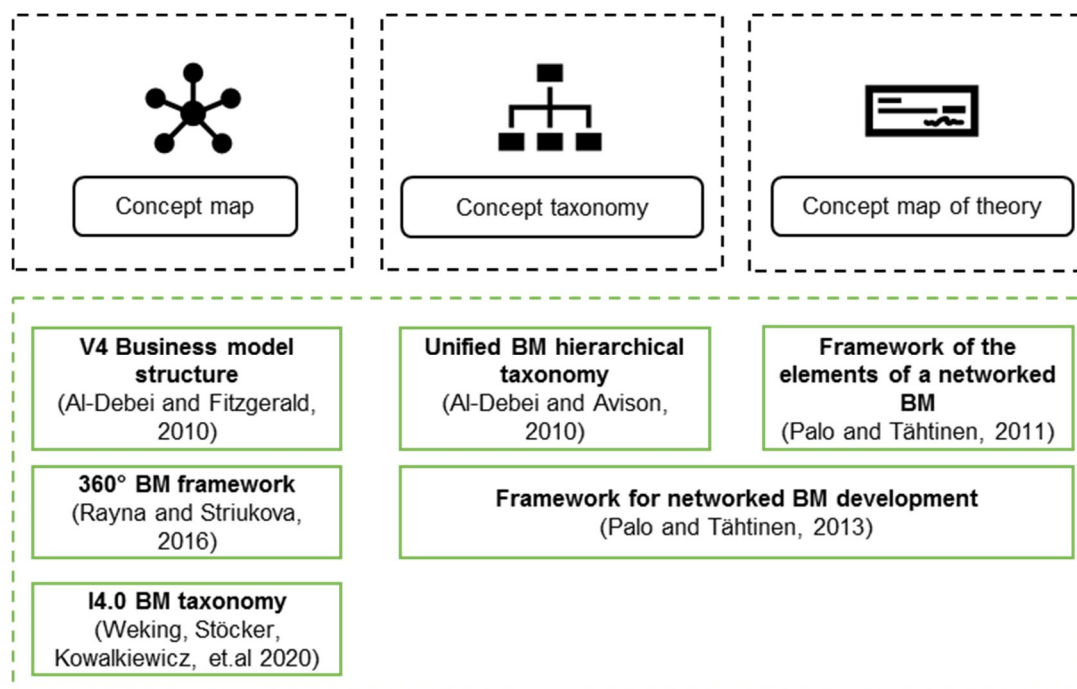 Concept map
Concept taxonomy
Concept map of theory
V4 Business model
structure
(Al-Debei and Fitzgerald,
2010)
Unified BM hierarchical
taxonomy
(Al-Debei and Avison,
2010)
Framework of the
elements of a networked
BM
(Palo and Tähtinen, 2011)
360° BM framework
(Rayna and Striukova,
2016)
Framework for networked BM development
(Palo and Tähtinen, 2013)
I4.0 BM taxonomy
(Weking, Stöcker,
Kowalkiewicz, et.al 2020)